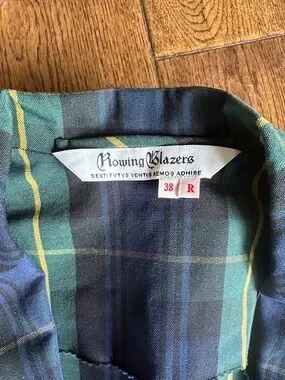 Rowing Blazers
DESTITVTVS VENTIS REMOS ADHIBE
38 R